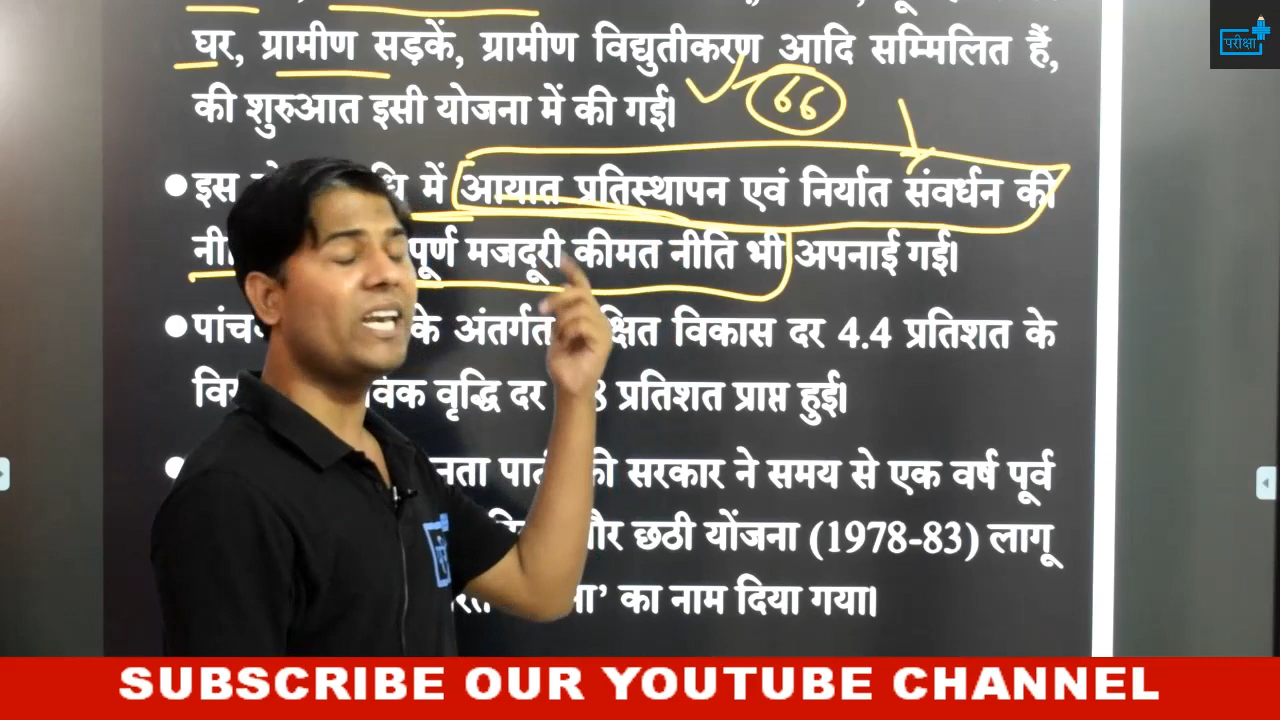 परीक्षा
घर, ग्रामीण सड़कें, ग्रामीण विद्युतीकरण आदि सम्मिलित हैं,
की शुरुआत इसी योजना में की गई।
66
इस में आयात प्रतिस्थापन एवं निर्यात संवर्धन की
पूर्ण मजदूरी कीमत नीति भी अपनाई गई।
के अंतर्गत विकास दर 4.4 प्रतिशत के
वृद्धि दर प्रतिशत प्राप्त हुई।
की सरकार ने समय से एक वर्ष पूर्व
छठी योंजना (1978-83) लागू
का नाम दिया गया।
SUBSCRIBE OUR YOUTUBE CHANNEL